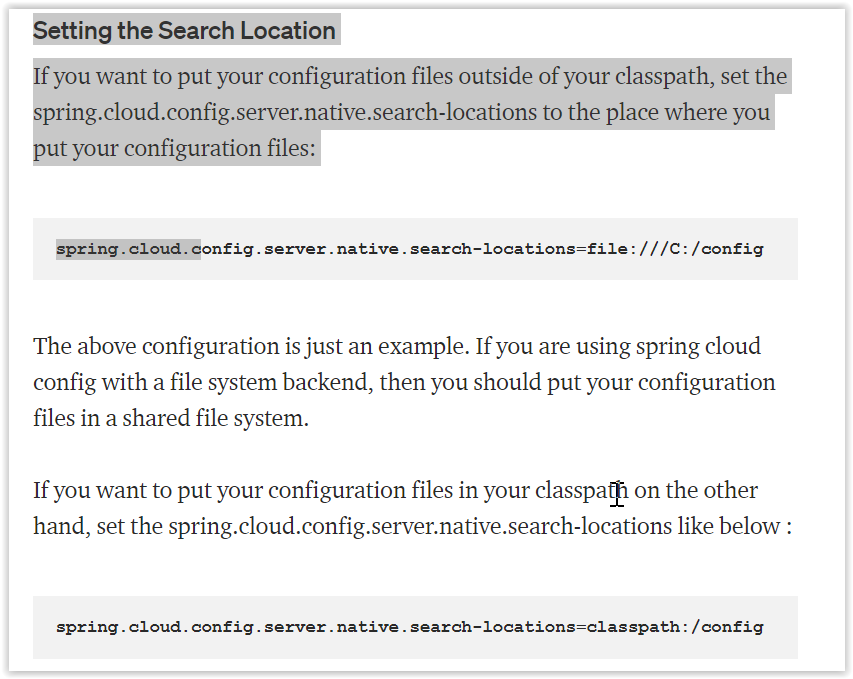 Setting the Search Location
If you want to put your configuration files outside of your classpath, set the
spring.cloud.config.server.native.search-locations to the place where you
put your configuration files:
spring.cloud.config.server.native.search-locations=file:///C:/config
The above configuration is just an example. If you are using spring cloud
config with a file system backend, then you should put your configuration
files in a shared file system.
If you want to put your configuration files in your classpath on the other
hand, set the spring.cloud.config.server.native.search-locations like below :
spring.cloud.config.server.native.search-locations=classpath:/config